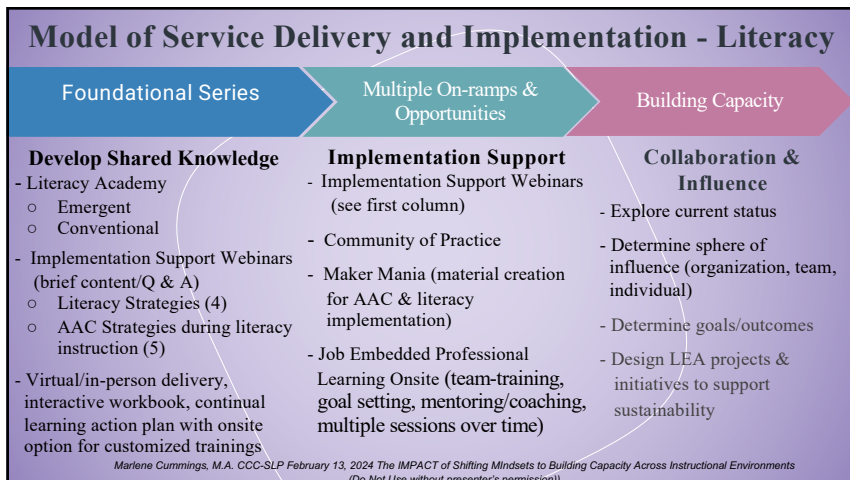 Model of Service Delivery and Implementation - Literacy
Foundational Series
Multiple On-ramps &
Opportunities
Building Capacity
Develop Shared Knowledge
- Literacy Academy
○ Emergent
○ Conventional
- Implementation Support Webinars
(brief content/Q & A)
○ Literacy Strategies (4)
○ AAC Strategies during literacy
instruction (5)
- Virtual/in-person delivery,
interactive workbook, continual
learning action plan with onsite
option for customized trainings
Implementation Support
- Implementation Support Webinars
(see first column)
- Community of Practice
- Maker Mania (material creation
for AAC & literacy
implementation)
- Job Embedded Professional
Learning Onsite (team-training,
goal setting, mentoring/coaching,
multiple sessions over time)
Collaboration &
Influence
- Explore current status
- Determine sphere of
influence (organization, team,
individual)
- Determine goals/outcomes
- Design LEA projects &
initiatives to support
sustainability
Marlene Cummings, M.A. CCC-SLP February 13, 2024 The IMPACT of Shifting MIndsets to Building Capacity Across Instructional Environments
(Do Not Use without presenter's permission))